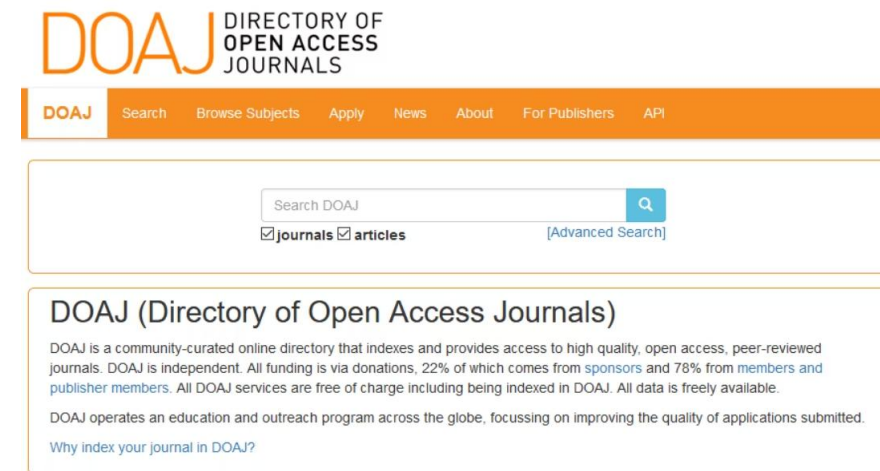 DOAJ
DIRECTORY OF
OPEN ACCESS
JOURNALS
DOAJ Search Browse Subjects Apply News About For Publishers API
Search DOAJ
journals articles [Advanced Search]
DOAJ (Directory of Open Access Journals)
DOAJ is a community-curated online directory that indexes and provides access to high quality, open access, peer-reviewed
journals. DOAJ is independent. All funding is via donations, 22% of which comes from sponsors and 78% from members and
publisher members. All DOAJ services are free of charge including being indexed in DOAJ. All data is freely available.
DOAJ operates an education and outreach program across the globe, focussing on improving the quality of applications submitted.
Why index your journal in DOAJ?